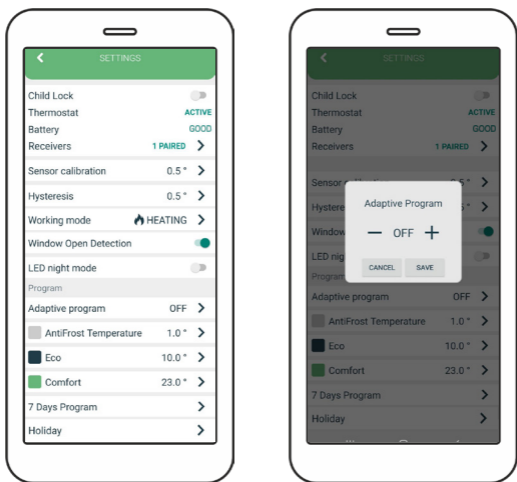 SETTINGS
Child Lock
Thermostat ACTIVE
Battery GOOD
Receivers 1 PAIRED
Sensor calibration 0.5 °
Hysteresis 0.5 °
Working mode HEATING
Window Open Detection
LED night mode
Program
Adaptive program OFF
AntiFrost Temperature 1.0 °
Eco 10.0 °
Comfort 23.0 °
7 Days Program
Holiday
SETTINGS
Child Lock
Thermostat ACTIVE
Battery GOOD
Receivers 1 PAIRED
Adaptive Program
— OFF +
CANCEL SAVE
Program
Adaptive program OFF
AntiFrost Temperature 1.0 °
Eco 10.0 °
Comfort 23.0 °
7 Days Program
Holiday